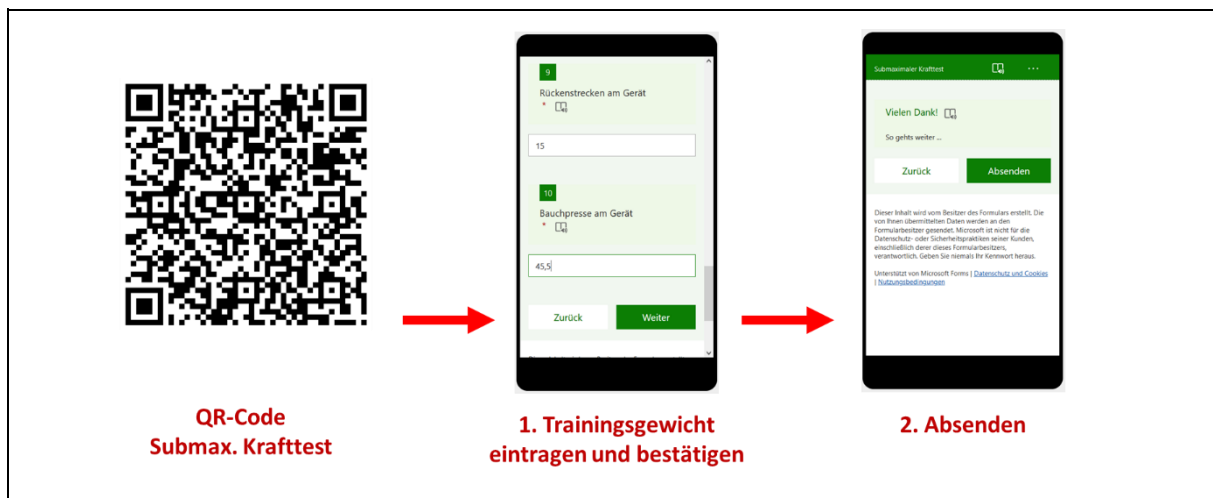 QR-Code
Submax. Krafttest
9
Rückenstrecken am Gerät
*
15
10
Bauchpresse am Gerät
*
45,5
Zurück Weiter
1. Trainingsgewicht
eintragen und bestätigen
Submaximaler Krafttest ...
Vielen Dank!
So gehts weiter ...
Zurück Absenden
Dieser Inhalt wird vom Besitzer des Formulars erstellt. Die
von Ihnen übermittelten Daten werden an den
Formularbesitzer gesendet. Microsoft ist nicht für die
Datenschutz- oder Sicherheitspraktiken seiner Kunden,
einschließlich derer dieses Formularbesitzers,
verantwortlich. Geben Sie niemals Ihr Kennwort heraus.
Unterstützt von Microsoft Forms | Datenschutz und Cookies
| Nutzungsbedingungen
2. Absenden